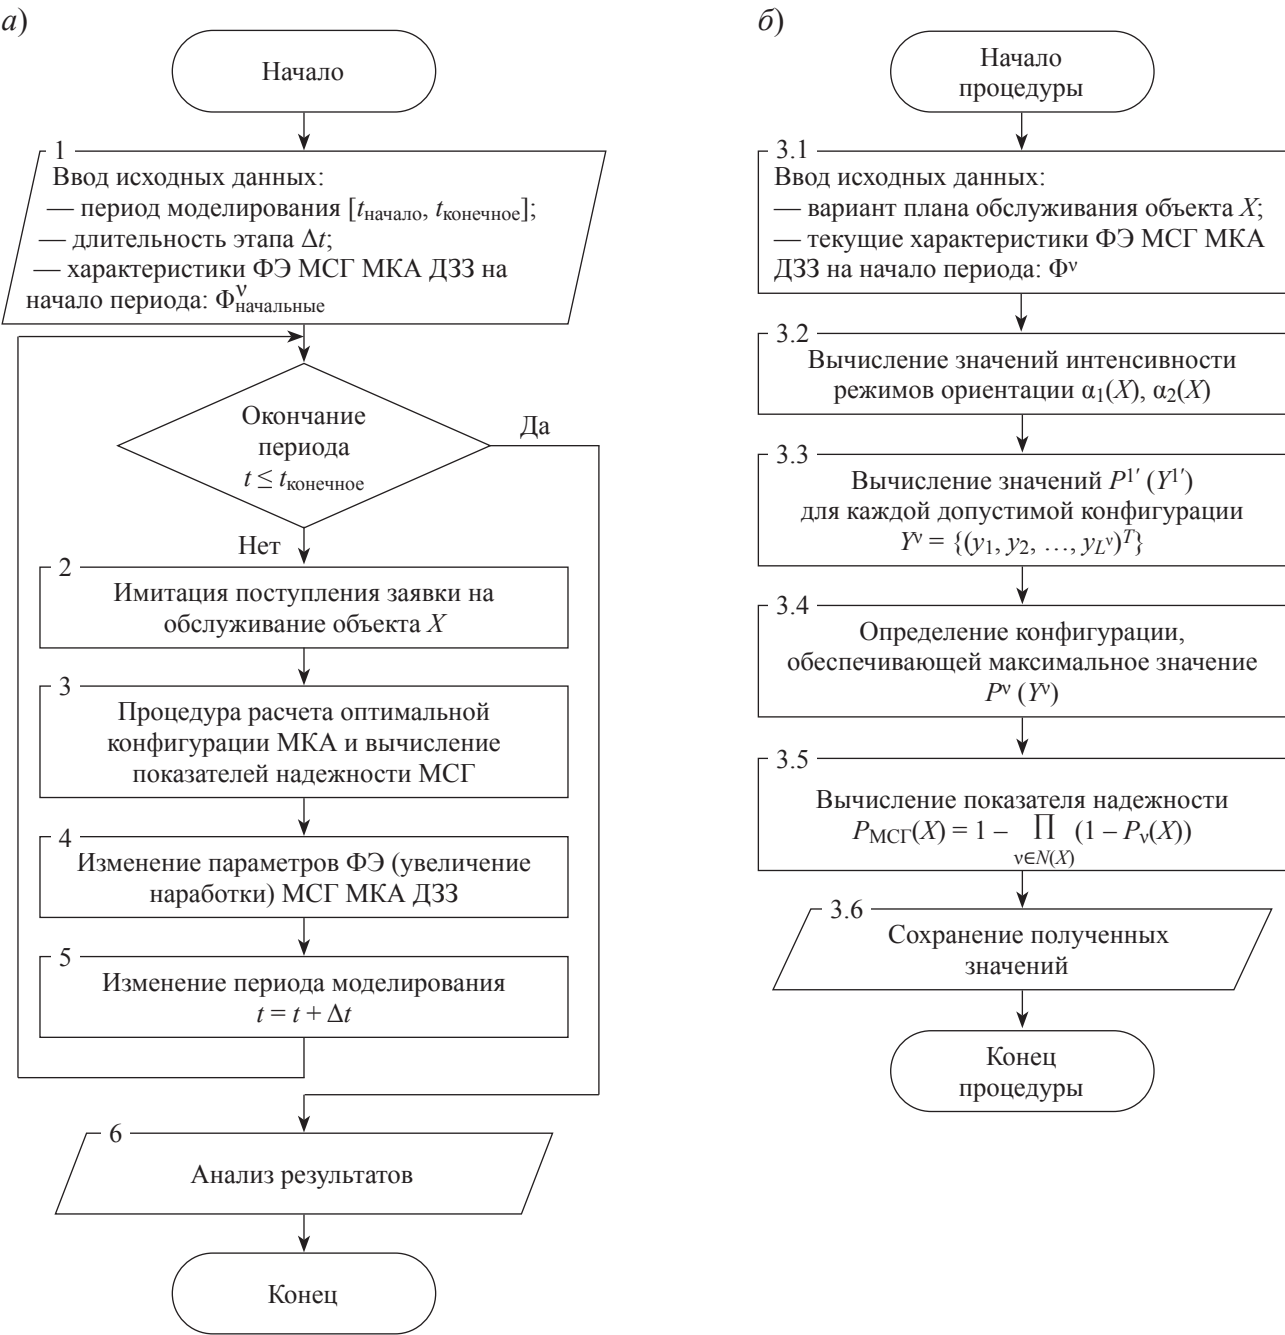 а)
Начало
1
Ввод исходных данных:
— период моделирования [tначало, tконечное];
— длительность этапа Δt;
— характеристики ФЭ МСГ МКА ДЗЗ на
начало периода: Φνначальные
Окончание
периода
t ≤ tконечное
Да
Нет
2
Имитация поступления заявки на
обслуживание объекта X
3
Процедура расчета оптимальной
конфигурации МКА и вычисление
показателей надежности МСГ
4
Изменение параметров ФЭ (увеличение
наработки) МСГ МКА ДЗЗ
5
Изменение периода моделирования
t = t + Δt
6
Анализ результатов
Конец
б)
Начало
процедуры
3.1
Ввод исходных данных:
— вариант плана обслуживания объекта X;
— текущие характеристики ФЭ МСГ МКА
ДЗЗ на начало периода: Φν
3.2
Вычисление значений интенсивности
режимов ориентации α1(X), α2(X)
3.3
Вычисление значений P1′ (Y1′)
для каждой допустимой конфигурации
Yν = {(y1, y2, …, yLν)T}
3.4
Определение конфигурации,
обеспечивающей максимальное значение
Pν (Yν)
3.5
Вычисление показателя надежности
PМСГ(X) = 1 – ∏ (1 – Pν(X))
ν∈N(X)
3.6
Сохранение полученных
значений
Конец
процедуры